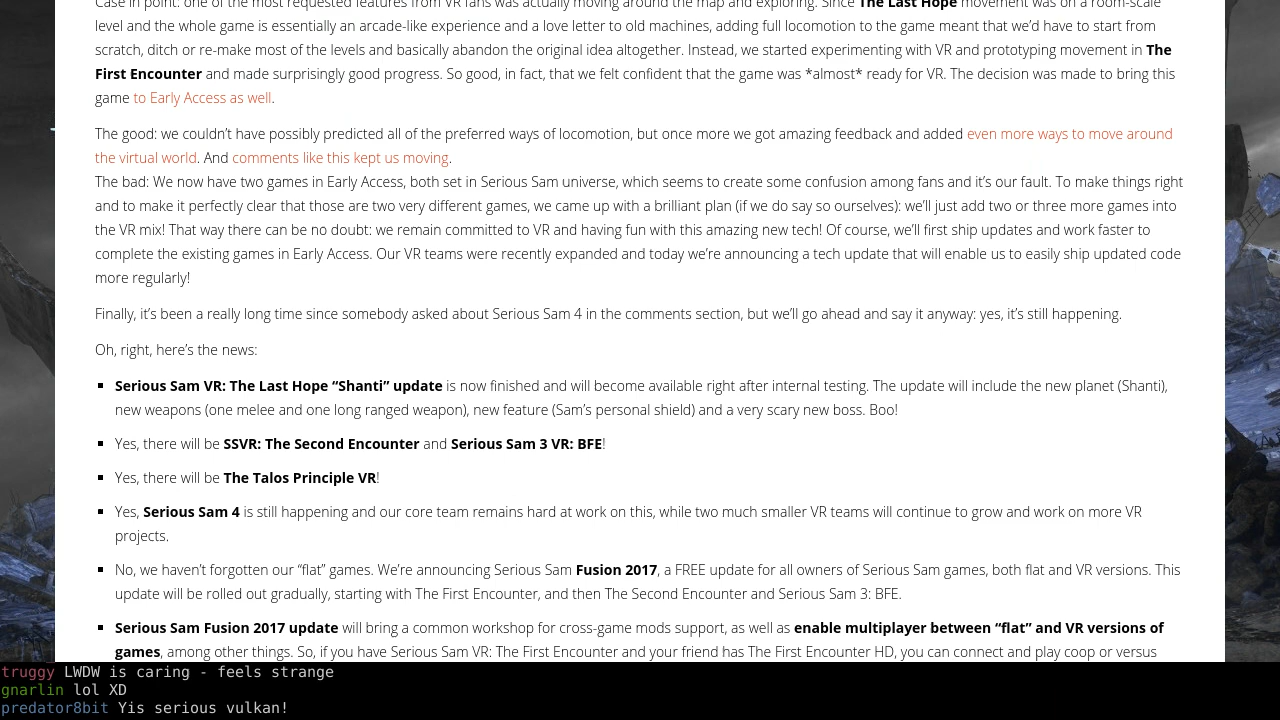 Case in point: one of the most requested features from VR fans was actually moving around the map and exploring. Since The Last Hope movement was on a room-scale
level and the whole game is essentially an arcade-like experience and a love letter to old machines, adding full locomotion to the game meant that we’d have to start from
scratch, ditch or re-make most of the levels and basically abandon the original idea altogether. Instead, we started experimenting with VR and prototyping movement in The
First Encounter and made surprisingly good progress. So good, in fact, that we felt confident that the game was *almost* ready for VR. The decision was made to bring this
game to Early Access as well.
The good: we couldn’t have possibly predicted all of the preferred ways of locomotion, but once more we got amazing feedback and added even more ways to move around
the virtual world. And comments like this kept us moving.
The bad: We now have two games in Early Access, both set in Serious Sam universe, which seems to create some confusion among fans and it’s our fault. To make things right
and to make it perfectly clear that those are two very different games, we came up with a brilliant plan (if we do say so ourselves): we’ll just add two or three more games into
the VR mix! That way there can be no doubt: we remain committed to VR and having fun with this amazing new tech! Of course, we’ll first ship updates and work faster to
complete the existing games in Early Access. Our VR teams were recently expanded and today we’re announcing a tech update that will enable us to easily ship updated code
more regularly!
Finally, it’s been a really long time since somebody asked about Serious Sam 4 in the comments section, but we’ll go ahead and say it anyway: yes, it’s still happening.
Oh, right, here’s the news:
▪ Serious Sam VR: The Last Hope “Shanti” update is now finished and will become available right after internal testing. The update will include the new planet (Shanti),
new weapons (one melee and one long ranged weapon), new feature (Sam’s personal shield) and a very scary new boss. Boo!
▪ Yes, there will be SSVR: The Second Encounter and Serious Sam 3 VR: BFE!
▪ Yes, there will be The Talos Principle VR!
▪ Yes, Serious Sam 4 is still happening and our core team remains hard at work on this, while two much smaller VR teams will continue to grow and work on more VR
projects.
▪ No, we haven’t forgotten our “flat” games. We’re announcing Serious Sam Fusion 2017, a FREE update for all owners of Serious Sam games, both flat and VR versions. This
update will be rolled out gradually, starting with The First Encounter, and then The Second Encounter and Serious Sam 3: BFE.
▪ Serious Sam Fusion 2017 update will bring a common workshop for cross-game mods support, as well as enable multiplayer between “flat” and VR versions of
games, among other things. So, if you have Serious Sam VR: The First Encounter and your friend has The First Encounter HD, you can connect and play coop or versus
truggy LWDW is caring - feels strange
gnarlin lol XD
predator8bit Yis serious vulkan!